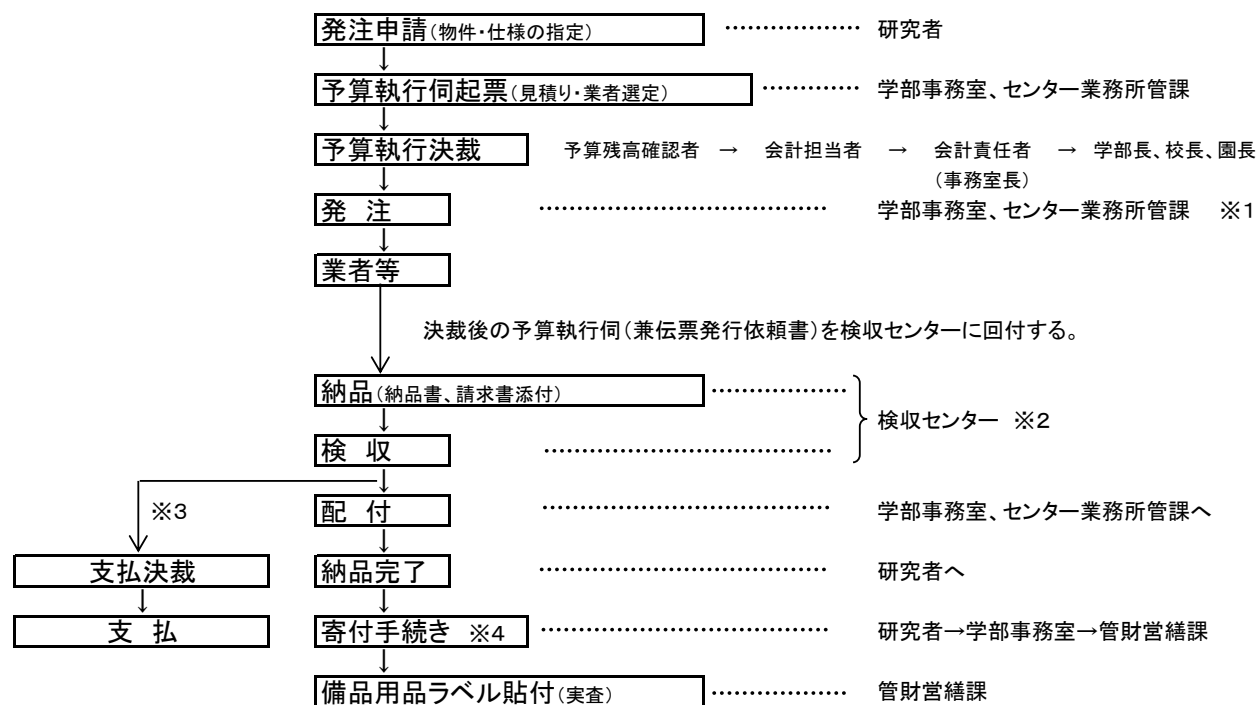 発注申請(物件・仕様の指定) ……………… 研究者
↓
予算執行伺起票(見積り・業者選定) ………… 学部事務室、センター業務所管課
↓
予算執行決裁 予算残高確認者 → 会計担当者 → 会計責任者 → 学部長、校長、園長
(事務室長)
↓
発 注 ……………………………… 学部事務室、センター業務所管課 ※1
↓
業者等
決裁後の予算執行伺(兼伝票発行依頼書)を検収センターに回付する。
納品(納品書、請求書添付) ………………
検収センター ※2
↓
検 収 ………………………………
↓
※3 配 付 ……………………………… 学部事務室、センター業務所管課へ
↓
支払決裁 納品完了 ……………………………… 研究者へ
↓ ↓
支 払 寄付手続き ※4 ……………………………… 研究者→学部事務室→管財営繕課
↓
備品用品ラベル貼付(実査) ……………… 管財営繕課